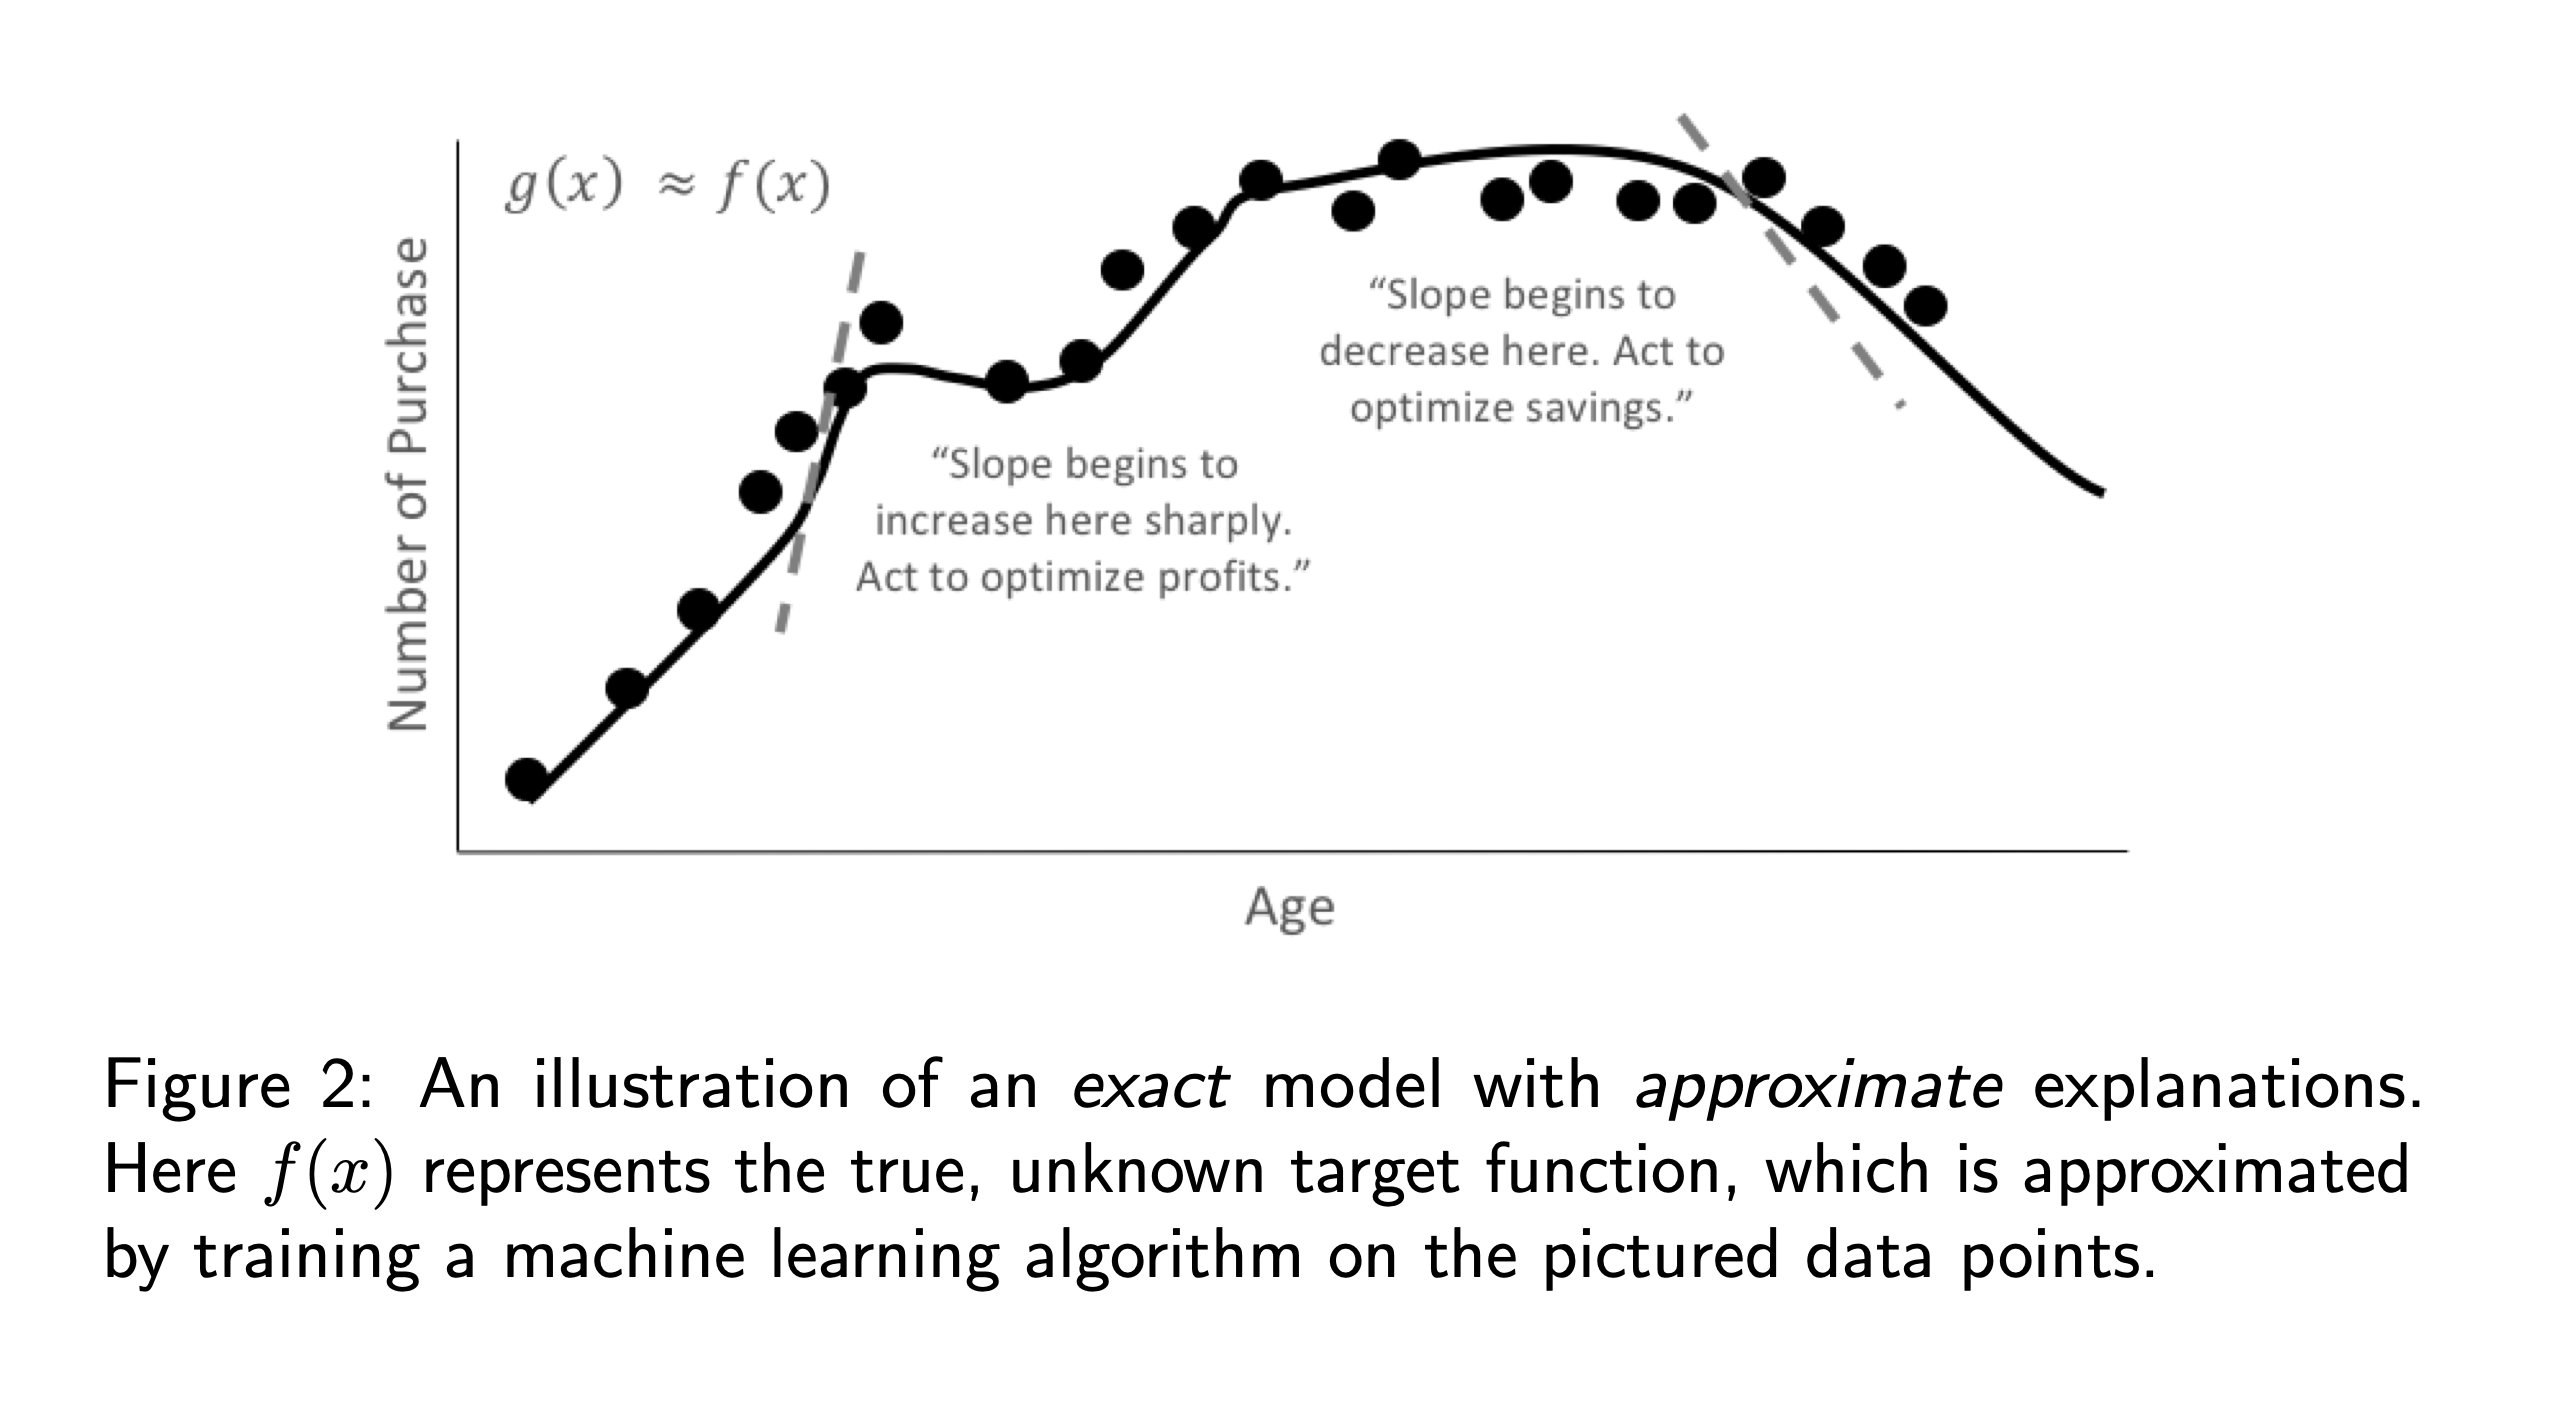 g(x) ≈ f(x)
Number of Purchase
“Slope begins to
increase here sharply.
Act to optimize profits.”
“Slope begins to
decrease here. Act to
optimize savings.”
Age
Figure 2: An illustration of an exact model with approximate explanations.
Here f(x) represents the true, unknown target function, which is approximated
by training a machine learning algorithm on the pictured data points.